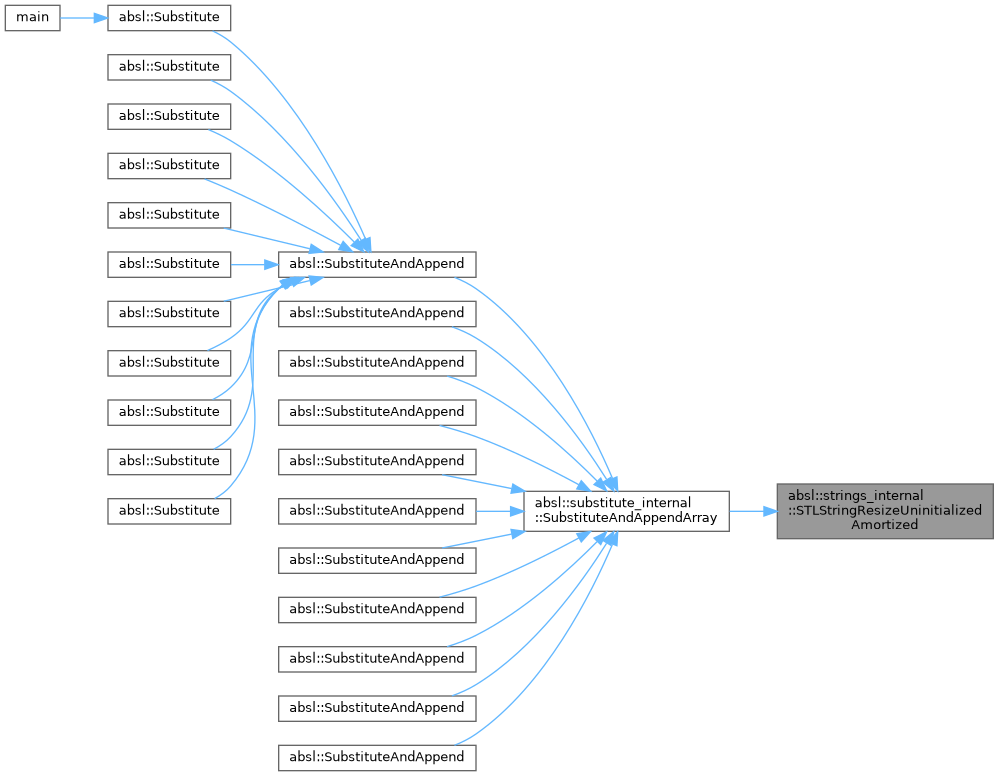 main
absl::Substitute
absl::Substitute
absl::Substitute
absl::Substitute
absl::Substitute
absl::Substitute
absl::Substitute
absl::Substitute
absl::Substitute
absl::Substitute
absl::Substitute
absl::SubstituteAndAppend
absl::SubstituteAndAppend
absl::SubstituteAndAppend
absl::SubstituteAndAppend
absl::SubstituteAndAppend
absl::SubstituteAndAppend
absl::SubstituteAndAppend
absl::SubstituteAndAppend
absl::SubstituteAndAppend
absl::SubstituteAndAppend
absl::SubstituteAndAppend
absl::substitute_internal
::SubstituteAndAppendArray
absl::strings_internal
::STLStringResizeUninitialized
Amortized